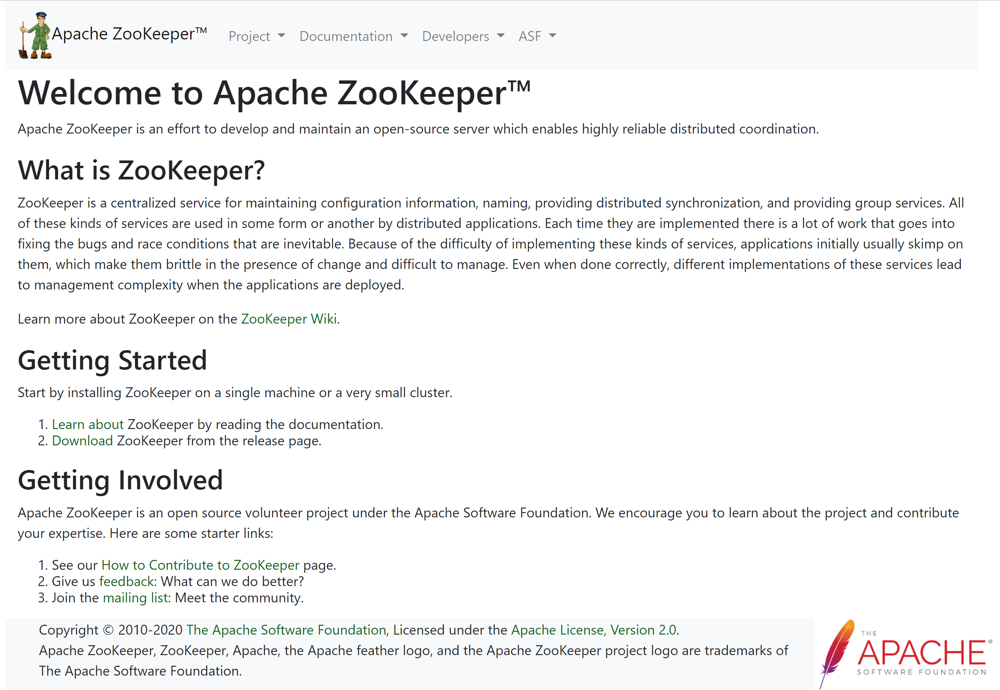 Apache ZooKeeper™ Project Documentation Developers ASF
Welcome to Apache ZooKeeper™
Apache ZooKeeper is an effort to develop and maintain an open-source server which enables highly reliable distributed coordination.
What is ZooKeeper?
ZooKeeper is a centralized service for maintaining configuration information, naming, providing distributed synchronization, and providing group services. All
of these kinds of services are used in some form or another by distributed applications. Each time they are implemented there is a lot of work that goes into
fixing the bugs and race conditions that are inevitable. Because of the difficulty of implementing these kinds of services, applications initially usually skimp on
them, which make them brittle in the presence of change and difficult to manage. Even when done correctly, different implementations of these services lead
to management complexity when the applications are deployed.
Learn more about ZooKeeper on the ZooKeeper Wiki.
Getting Started
Start by installing ZooKeeper on a single machine or a very small cluster.
1. Learn about ZooKeeper by reading the documentation.
2. Download ZooKeeper from the release page.
Getting Involved
Apache ZooKeeper is an open source volunteer project under the Apache Software Foundation. We encourage you to learn about the project and contribute
your expertise. Here are some starter links:
1. See our How to Contribute to ZooKeeper page.
2. Give us feedback: What can we do better?
3. Join the mailing list: Meet the community.
Copyright © 2010-2020 The Apache Software Foundation, Licensed under the Apache License, Version 2.0.
Apache ZooKeeper, ZooKeeper, Apache, the Apache feather logo, and the Apache ZooKeeper project logo are trademarks of
The Apache Software Foundation.
THE
APACHE®
SOFTWARE FOUNDATION